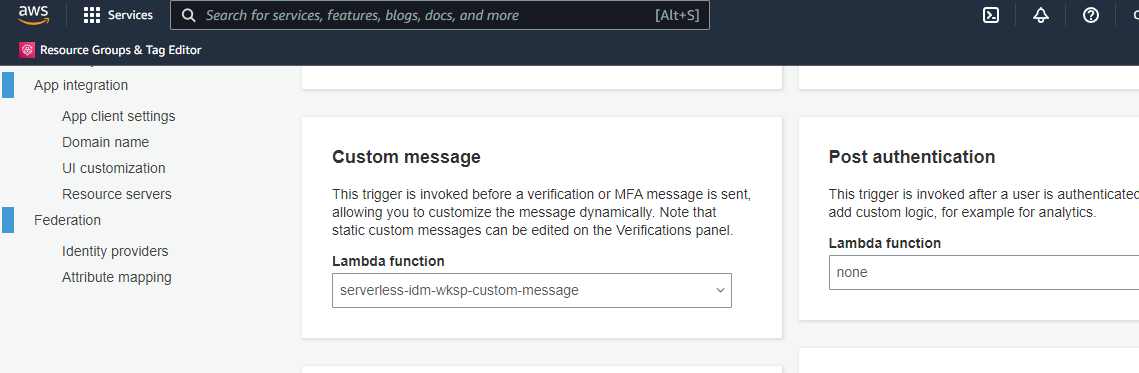 aws
Services
Search for services, features, blogs, docs, and more
[Alt+S]
Resource Groups & Tag Editor
App integration
App client settings
Domain name
UI customization
Resource servers
Federation
Identity providers
Attribute mapping
Custom message
This trigger is invoked before a verification or MFA message is sent,
allowing you to customize the message dynamically. Note that
static custom messages can be edited on the Verifications panel.
Lambda function
serverless-idm-wksp-custom-message
Post authentication
This trigger is invoked after a user is authenticated
add custom logic, for example for analytics.
Lambda function
none